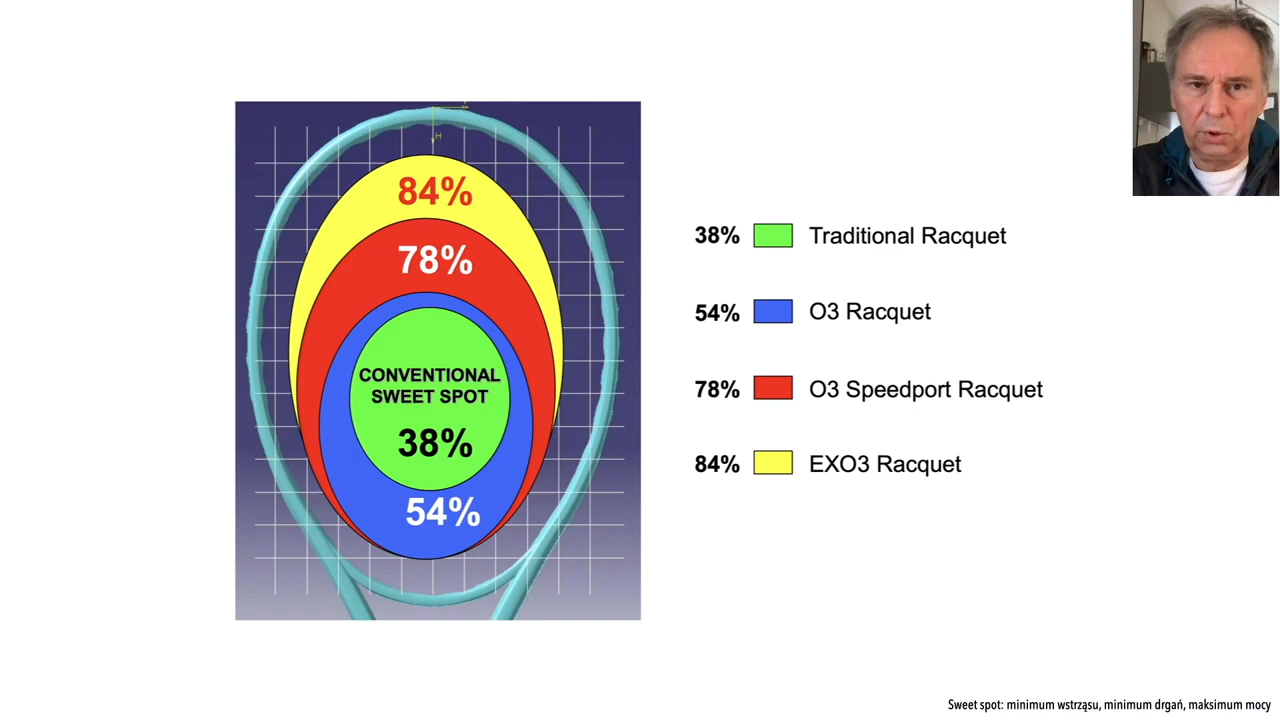 H
84%
78%
CONVENTIONAL
SWEET SPOT
38%
54%
38% Traditional Racquet
54% O3 Racquet
78% O3 Speedport Racquet
84% EXO3 Racquet
Sweet spot: minimum wstrząsu, minimum drgań, maksimum mocy